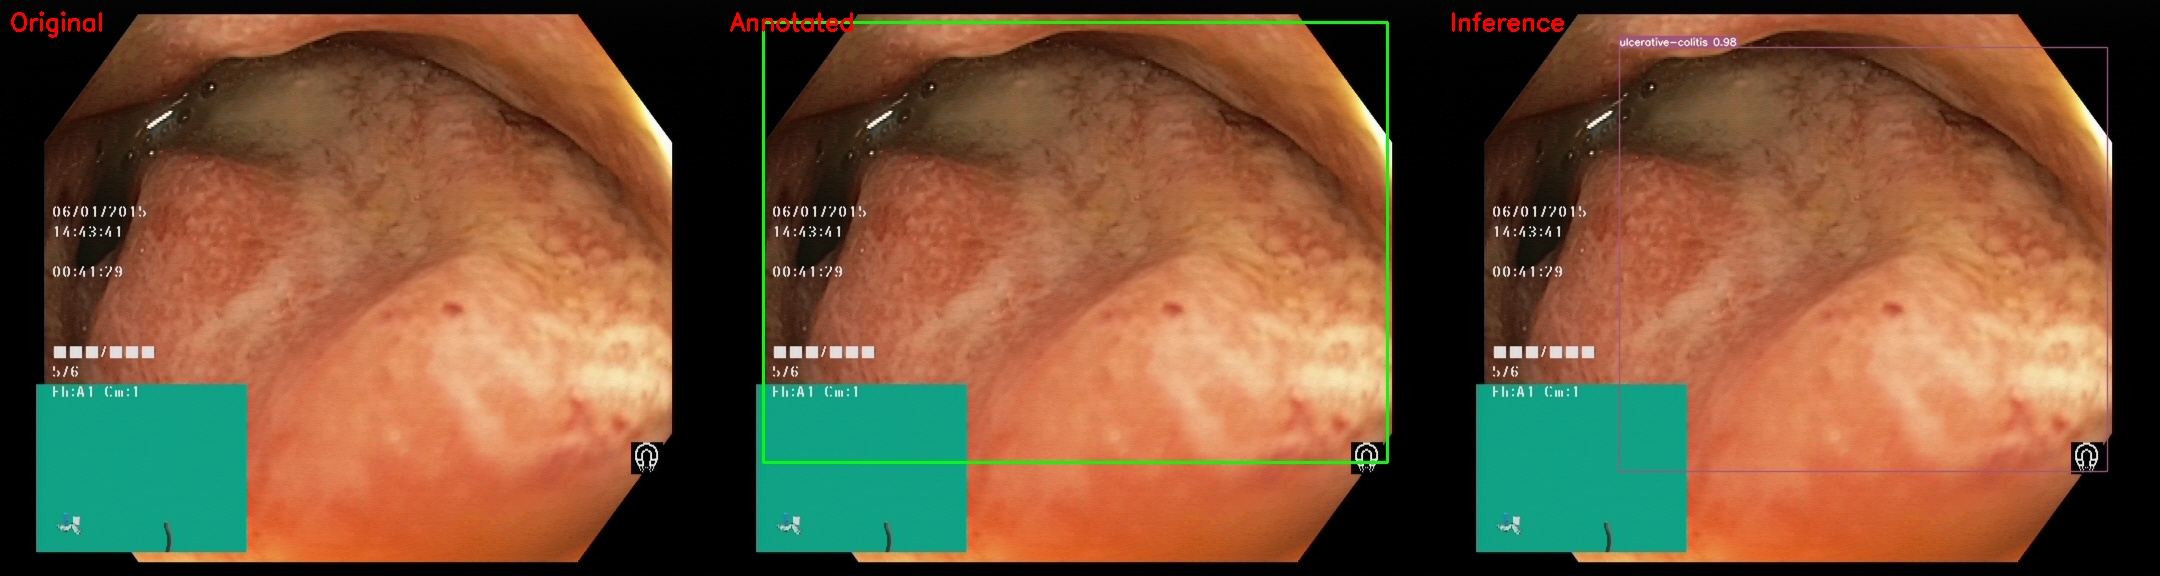 Original
06/01/2015
14:43:41
00:41:29
■■■/■■■
5/6
Fh:A1 Cm:1
Annotated
06/01/2015
14:43:41
00:41:29
■■■/■■■
5/6
Fh:A1 Cm:1
Inference
ulcerative-colitis 0.98
06/01/2015
14:43:41
00:41:29
■■■/■■■
5/6
Fh:A1 Cm:1